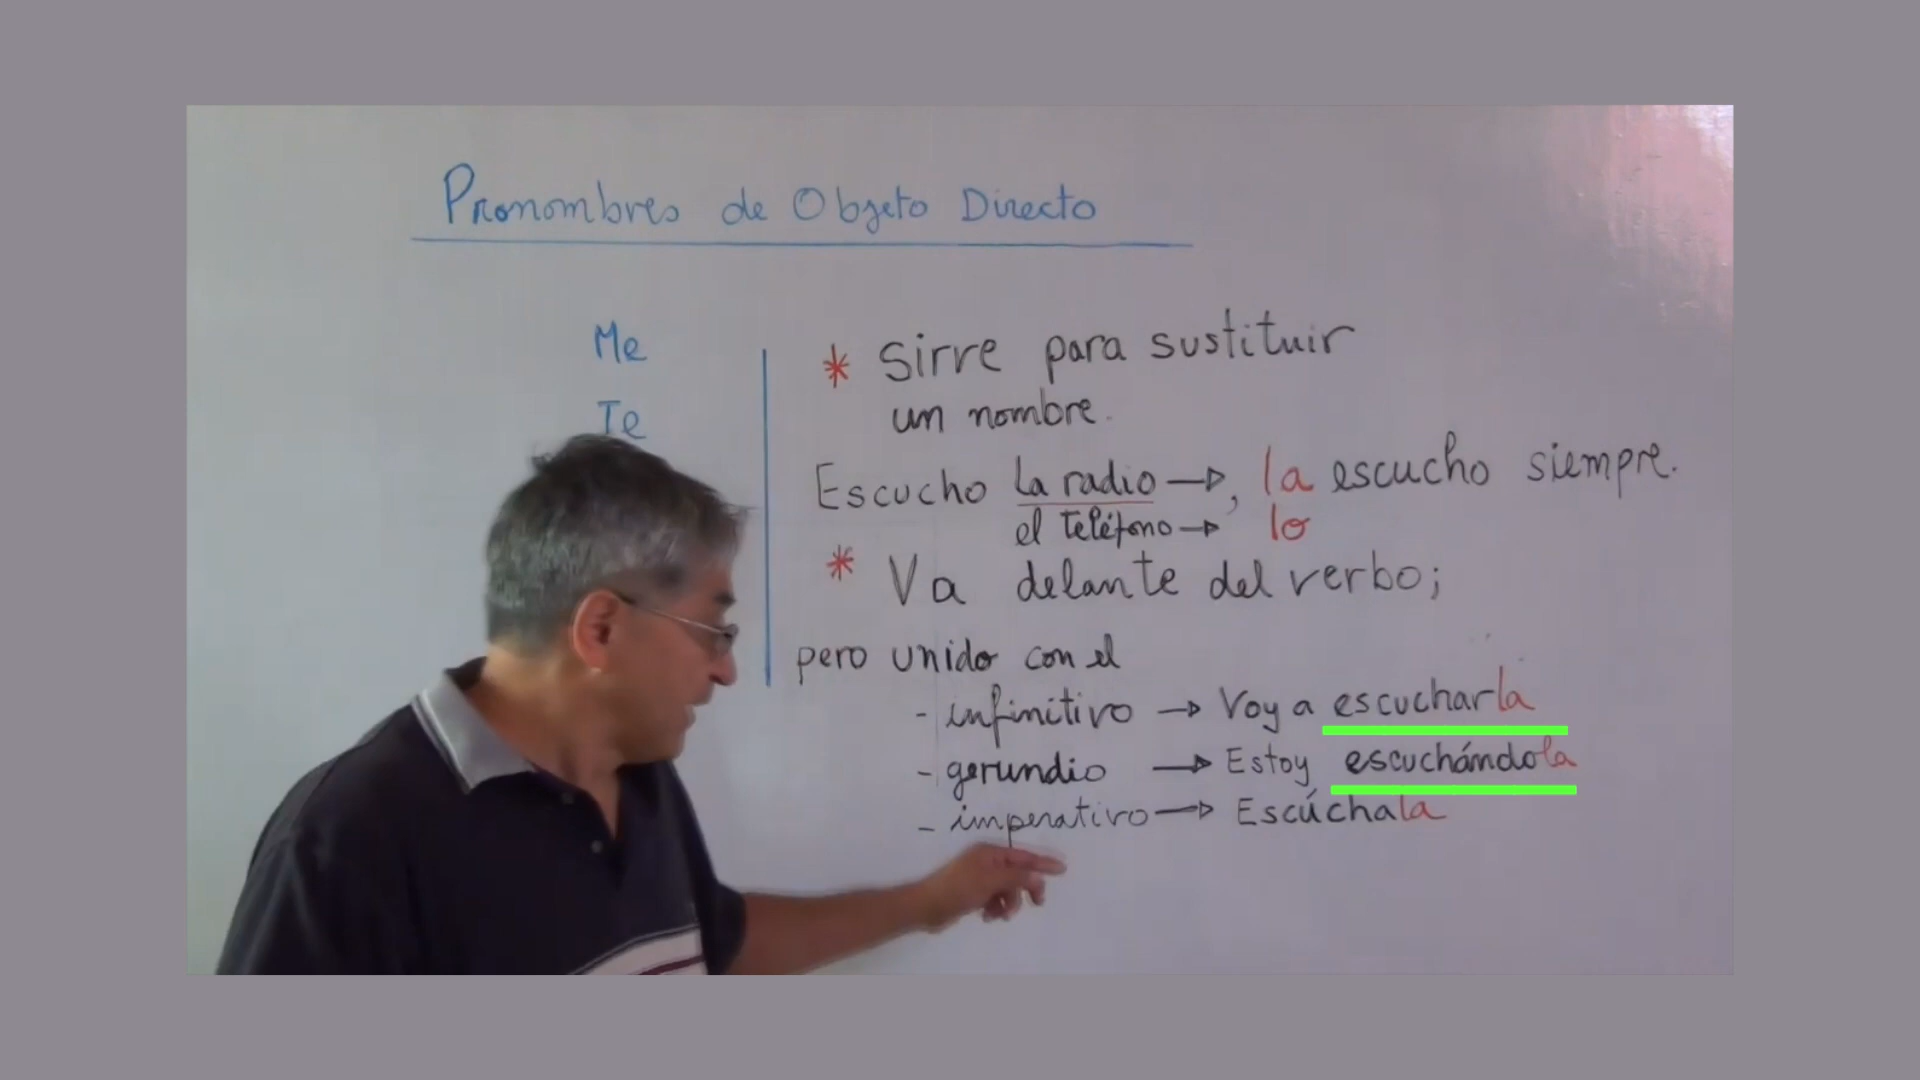 Pronombres de Objeto Directo
Me
Te
* Sirve para sustituir
un nombre.
Escucho la radio → , la escucho siempre.
el teléfono → lo
* Va delante del verbo;
pero unido con el
- infinitivo → Voy a escucharla
- gerundio → Estoy escuchándola
- imperativo → Escúchala